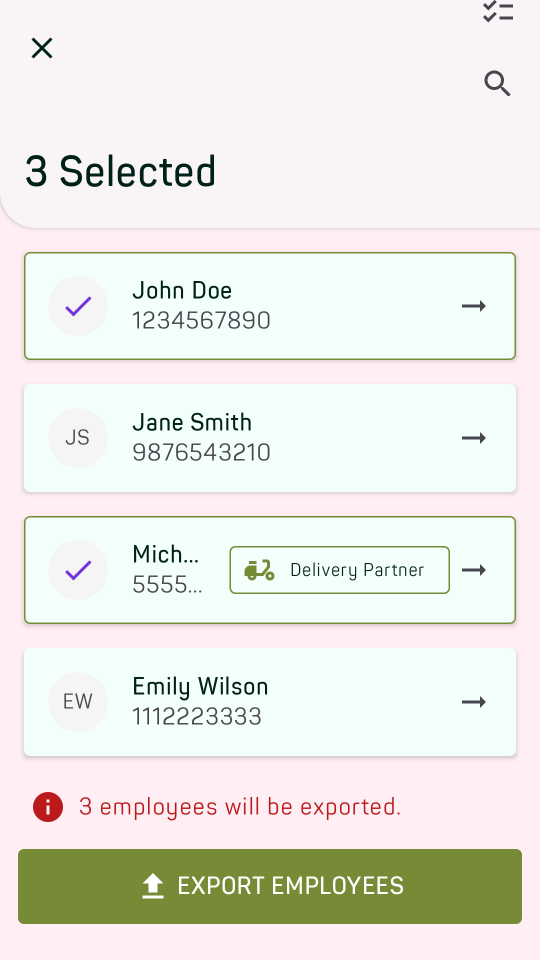 3 Selected
John Doe
1234567890
JS
Jane Smith
9876543210
Mich...
5555...
Delivery Partner
EW
Emily Wilson
1112223333
3 employees will be exported.
EXPORT EMPLOYEES